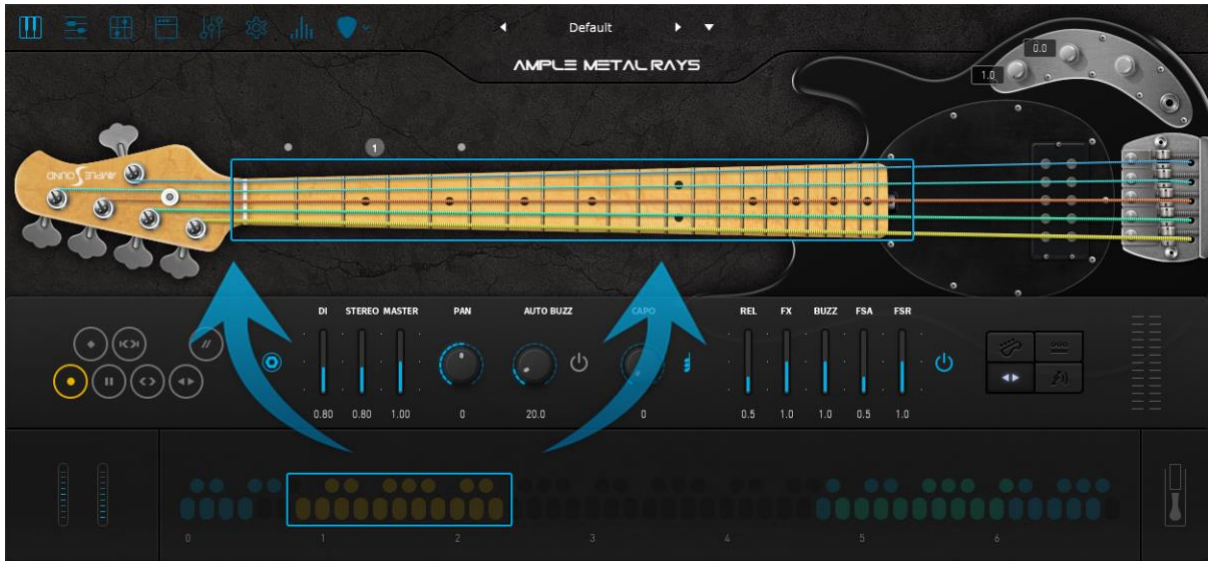 Default
AMPLE METAL RAYS
0.0
1.0
1
AMPLE SOUND
DI STEREO MASTER PAN AUTO BUZZ CAPO REL FX BUZZ FSA FSR
0.80 0.80 1.00 0 20.0 0 0.5 1.0 1.0 0.5 1.0
0 1 2 3 4 5 6